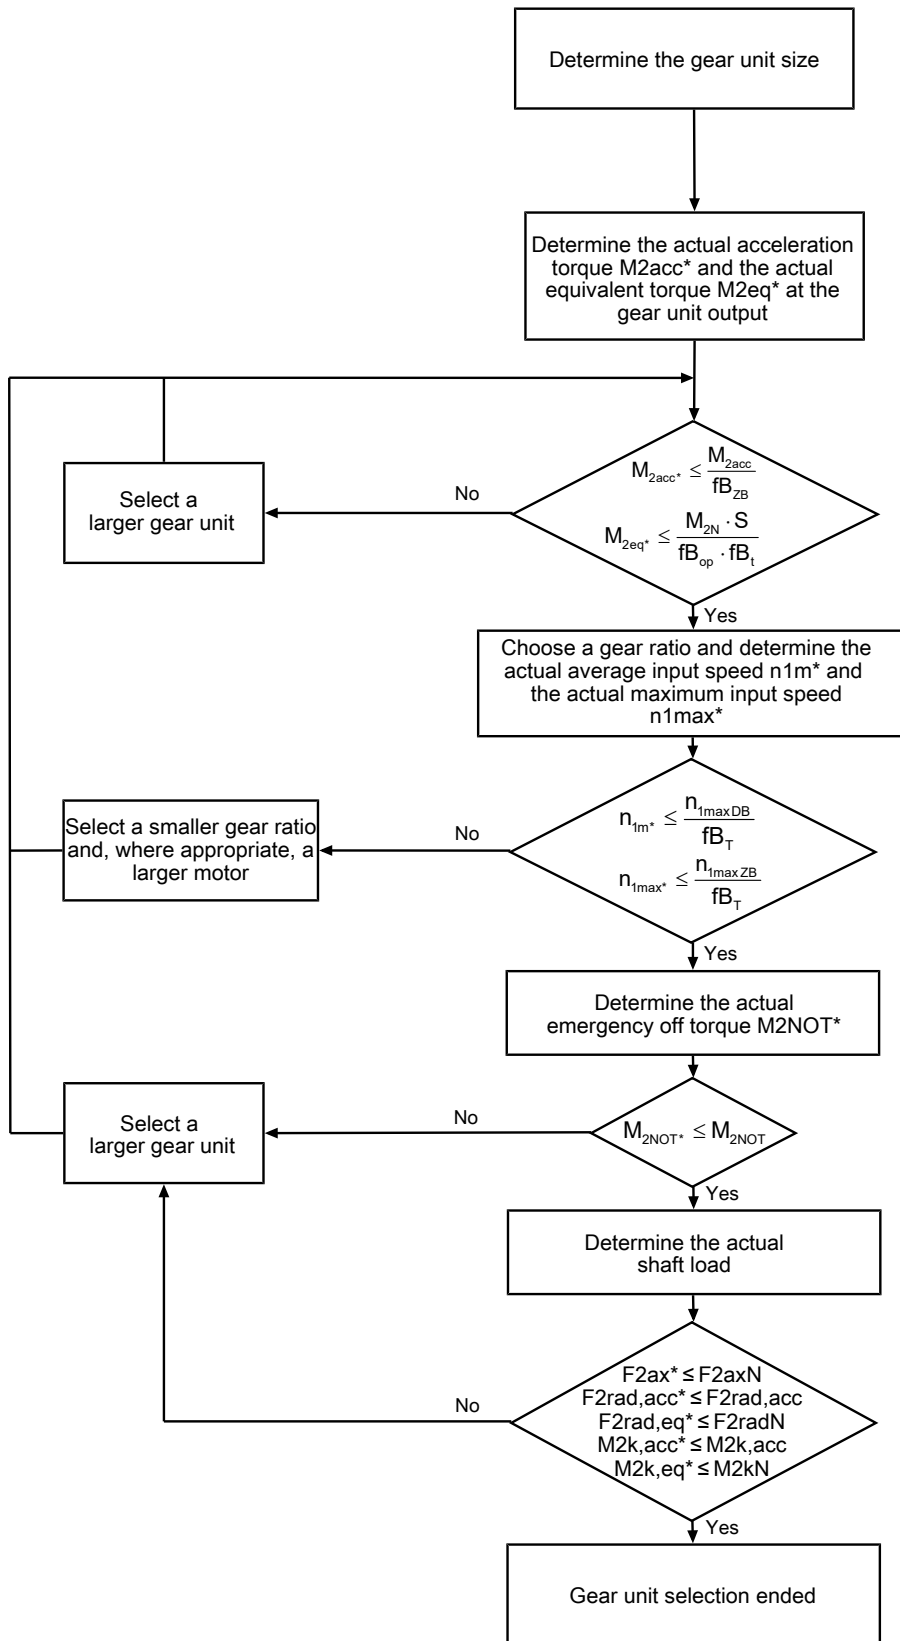 Determine the gear unit size
Determine the actual acceleration
torque M2acc* and the actual
equivalent torque M2eq* at the
gear unit output
M2acc* ≤ M2acc / fBZB
M2eq* ≤ M2N · S / fBop · fBt
No
Select a
larger gear unit
Yes
Choose a gear ratio and determine the
actual average input speed n1m* and
the actual maximum input speed
n1max*
n1m* ≤ n1maxDB / fBT
n1max* ≤ n1maxZB / fBT
No
Select a smaller gear ratio
and, where appropriate, a
larger motor
Yes
Determine the actual
emergency off torque M2NOT*
M2NOT* ≤ M2NOT
No
Select a
larger gear unit
Yes
Determine the actual
shaft load
F2ax* ≤ F2axN
F2rad,acc* ≤ F2rad,acc
F2rad,eq* ≤ F2radN
M2k,acc* ≤ M2k,acc
M2k,eq* ≤ M2kN
No
Yes
Gear unit selection ended